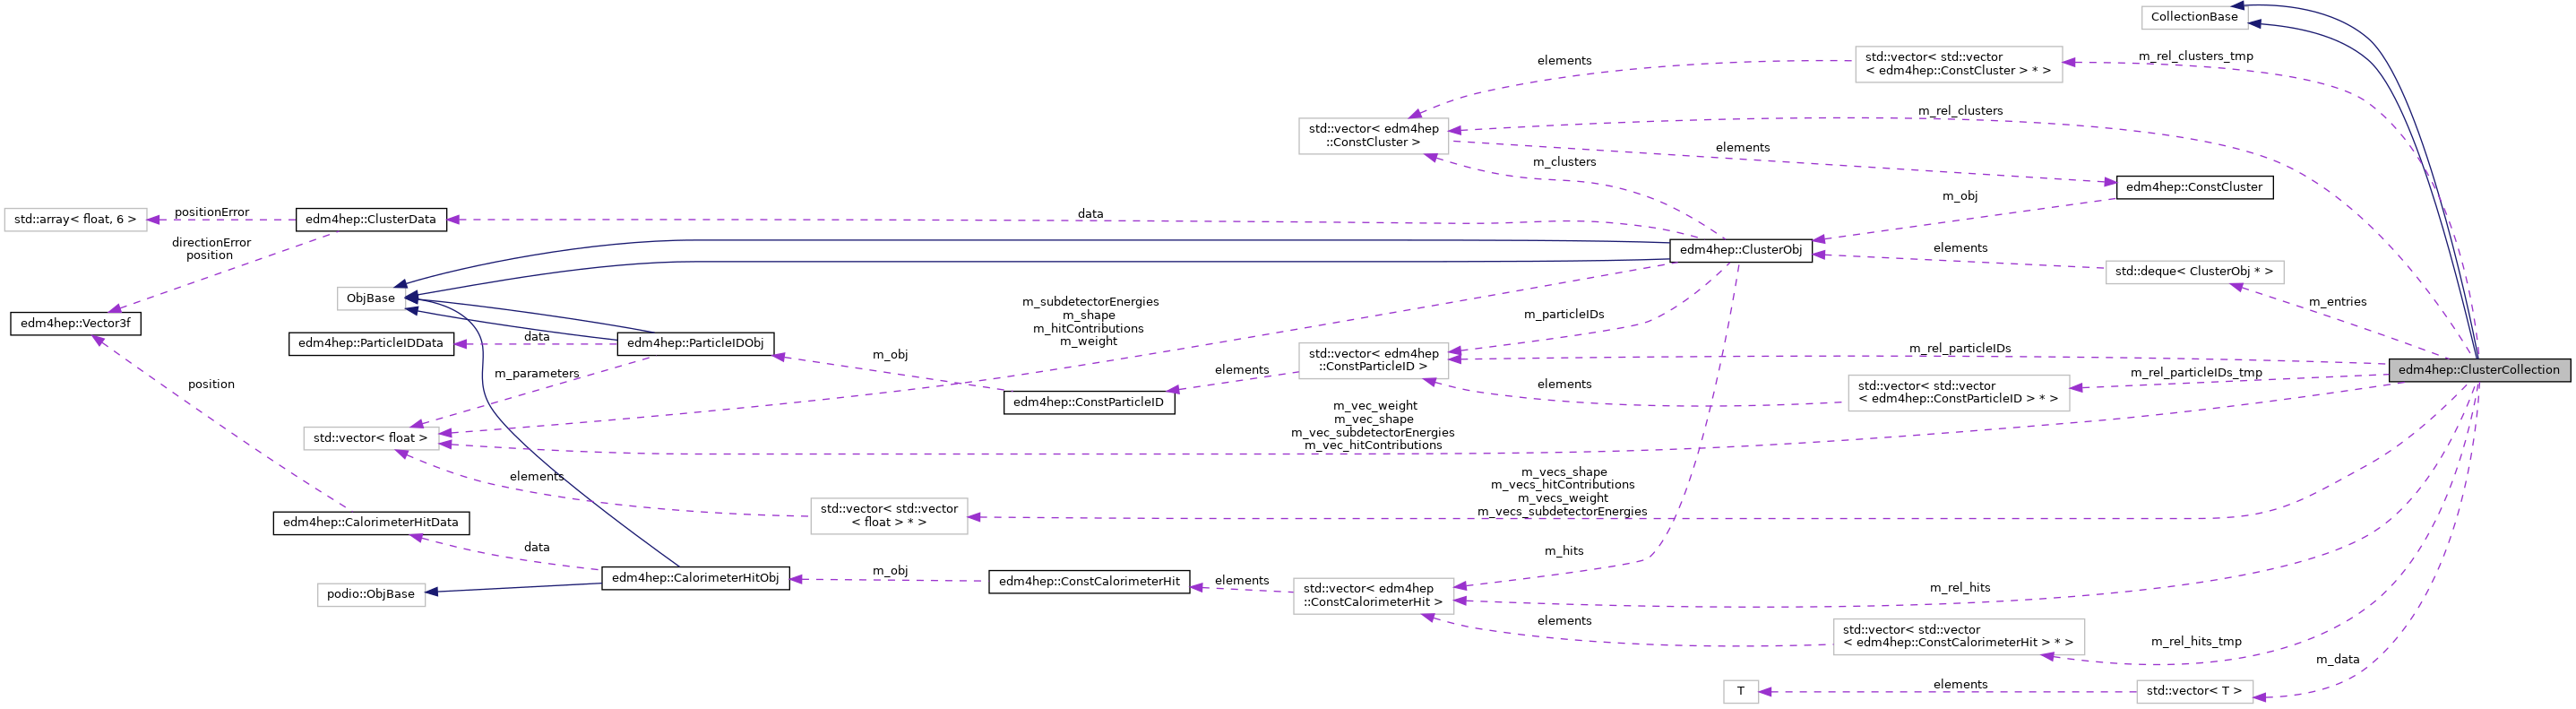 CollectionBase
m_rel_clusters_tmp
std::vector< std::vector
< edm4hep::ConstCluster > * >
elements
m_rel_clusters
std::vector< edm4hep
::ConstCluster >
elements
m_clusters
edm4hep::ConstCluster
m_obj
std::array< float, 6 >
positionError
edm4hep::ClusterData
data
directionError
position
edm4hep::ClusterObj
elements
std::deque< ClusterObj * >
m_entries
ObjBase
m_subdetectorEnergies
m_shape
m_hitContributions
m_weight
m_particleIDs
edm4hep::Vector3f
edm4hep::ParticleIDData
data
edm4hep::ParticleIDObj
m_obj
std::vector< edm4hep
::ConstParticleID >
m_rel_particleIDs
edm4hep::ClusterCollection
m_parameters
elements
position
elements
m_rel_particleIDs_tmp
std::vector< std::vector
< edm4hep::ConstParticleID > * >
edm4hep::ConstParticleID
m_vec_weight
m_vec_shape
m_vec_subdetectorEnergies
m_vec_hitContributions
std::vector< float >
elements
m_vecs_shape
m_vecs_hitContributions
m_vecs_weight
m_vecs_subdetectorEnergies
std::vector< std::vector
< float > * >
edm4hep::CalorimeterHitData
data
m_hits
podio::ObjBase
edm4hep::CalorimeterHitObj
m_obj
edm4hep::ConstCalorimeterHit
elements
std::vector< edm4hep
::ConstCalorimeterHit >
m_rel_hits
elements
std::vector< std::vector
< edm4hep::ConstCalorimeterHit > * >
m_rel_hits_tmp
m_data
T
elements
std::vector< T >